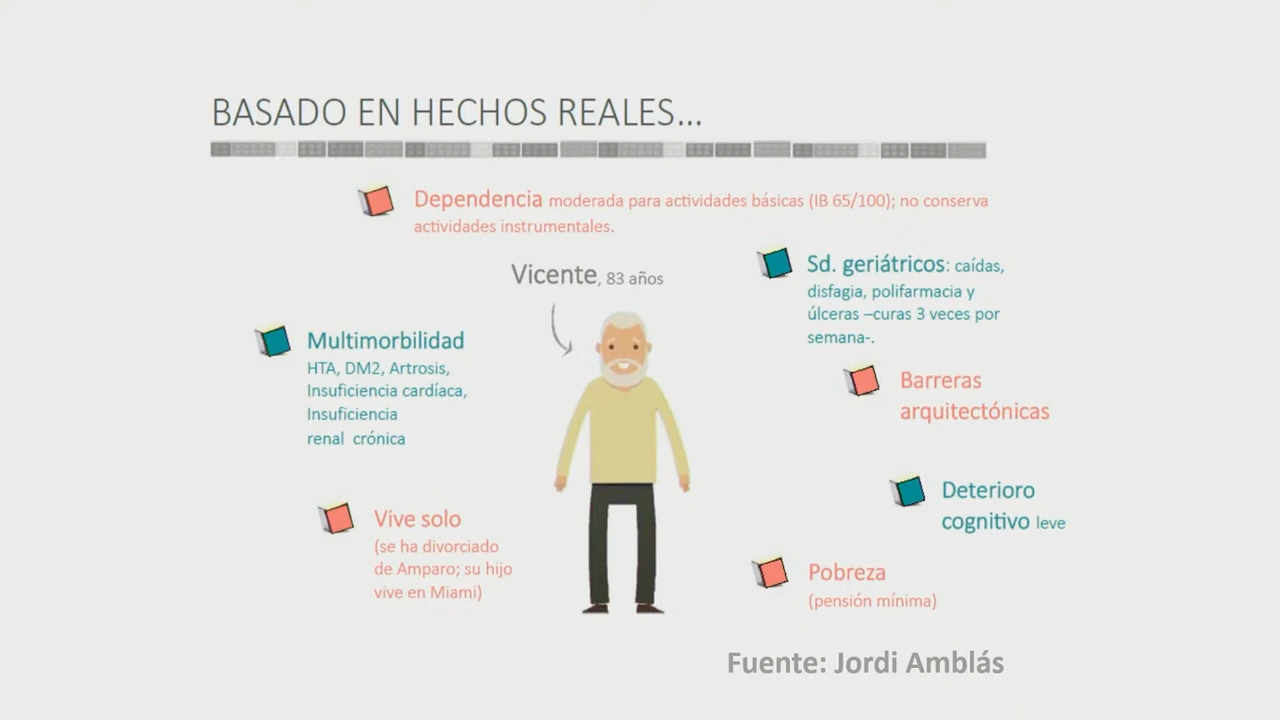 BASADO EN HECHOS REALES...
Dependencia moderada para actividades básicas (IB 65/100); no conserva
actividades instrumentales.
Vicente, 83 años
Sd. geriátricos: caídas,
disfagia, polifarmacia y
úlceras –curas 3 veces por
semana-.
Multimorbilidad
HTA, DM2, Artrosis,
Insuficiencia cardíaca,
Insuficiencia
renal crónica
Barreras
arquitectónicas
Deterioro
cognitivo leve
Vive solo
(se ha divorciado
de Amparo; su hijo
vive en Miami)
Pobreza
(pensión mínima)
Fuente: Jordi Amblás